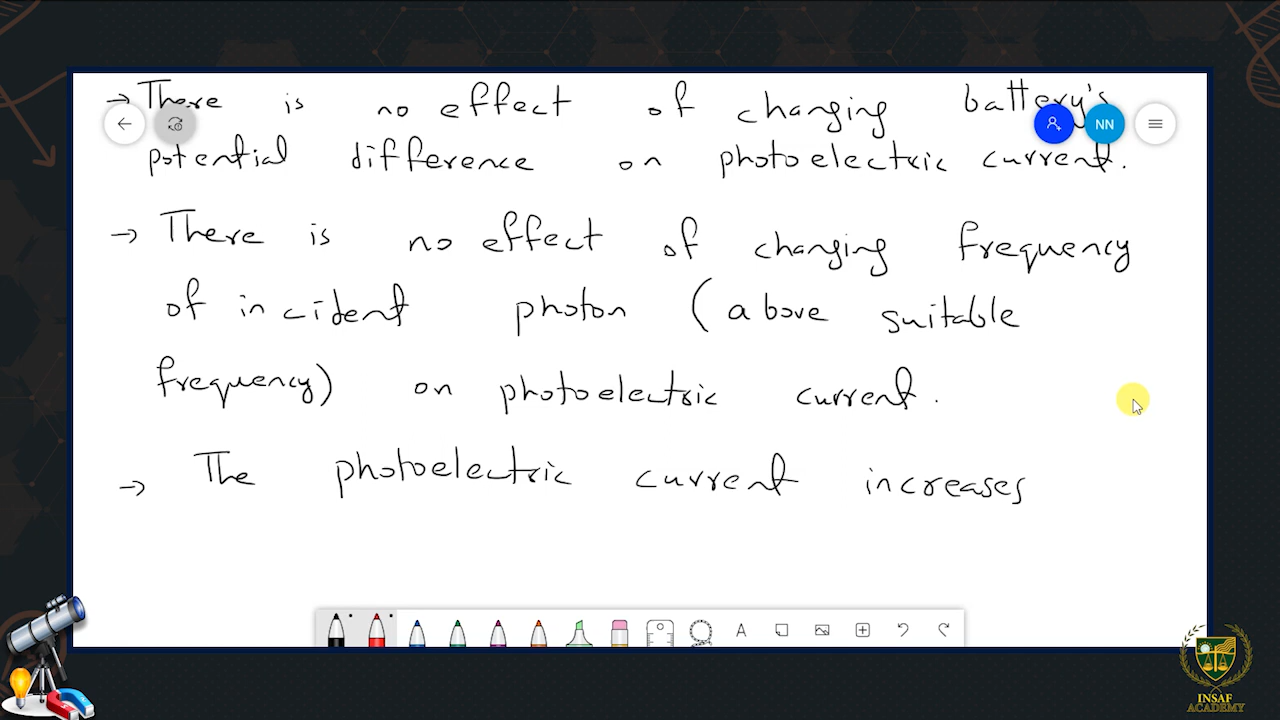 → There is no effect of changing battery's
NN
potential difference on photoelectric current.
→ There is no effect of changing frequency
of incident photon (above suitable
frequency) on photoelectric current.
→ The photoelectric current increases
A
INSAF
ACADEMY